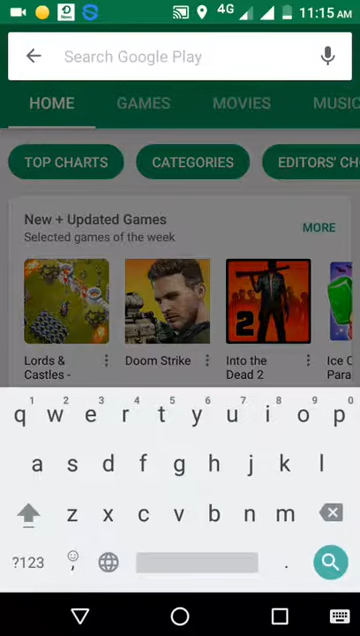 4G 11:15 AM
Search Google Play
HOME GAMES MOVIES MUSIC
TOP CHARTS CATEGORIES EDITORS' CH
New + Updated Games
Selected games of the week
MORE
Lords &
Castles -
Doom Strike
Into the
Dead 2
Ice C
Para
2
1 2 3 4 5 6 7 8 9 0
q w e r t y u i o p
a s d f g h j k l
z x c v b n m
?123 , .